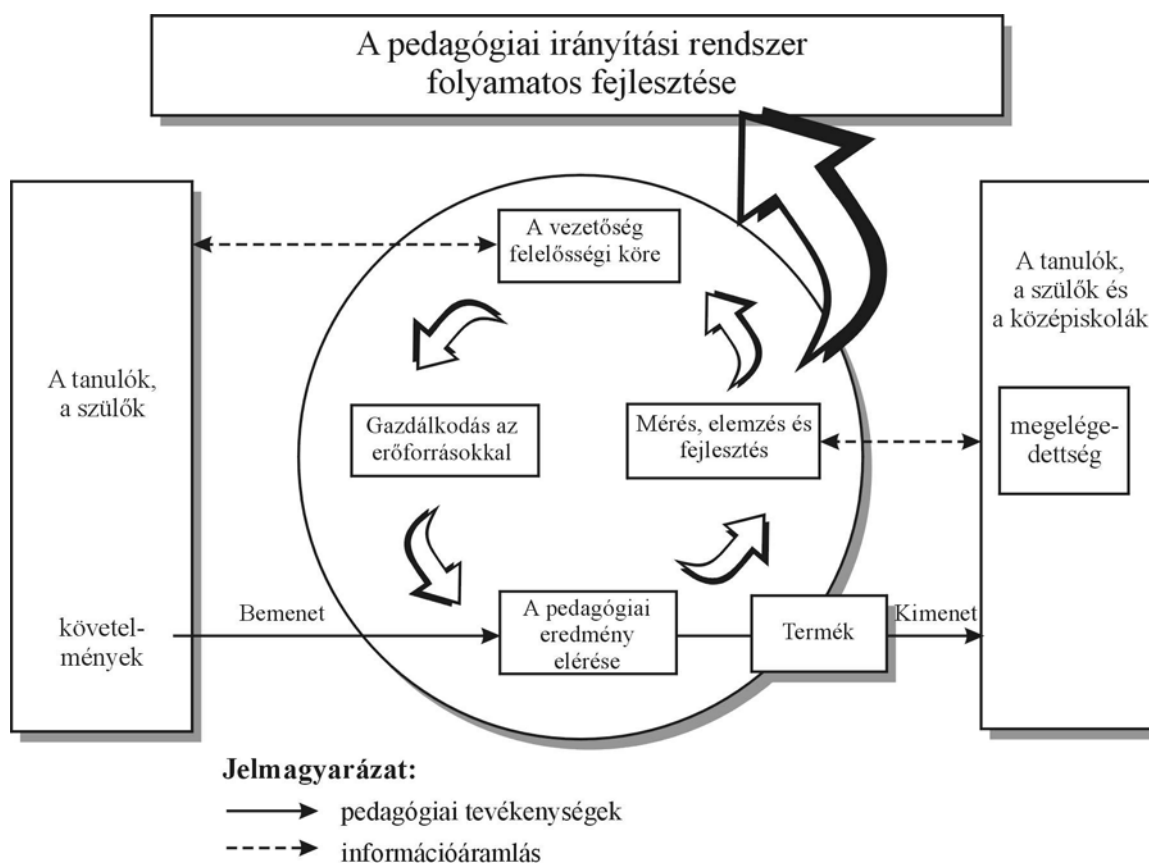 A pedagógiai irányítási rendszer
folyamatos fejlesztése
A vezetőség
felelősségi köre
A tanulók,
a szülők
követel-
mények
Gazdálkodás az
erőforrásokkal
Mérés, elemzés és
fejlesztés
A tanulók,
a szülők és
a középiskolák
megelége-
dettség
Bemenet
A pedagógiai
eredmény
elérése
Termék
Kimenet
Jelmagyarázat:
pedagógiai tevékenységek
információáramlás